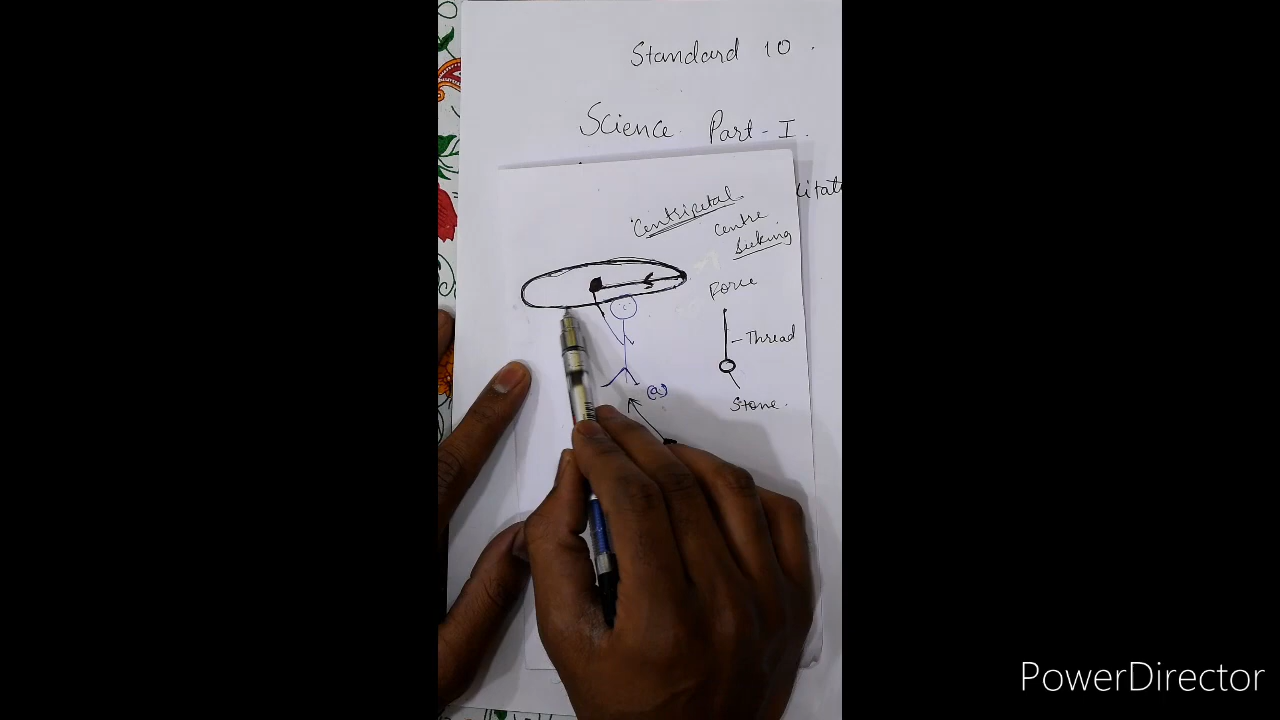 Standard 10.
Science Part-I.
Centripetal
centre
seeking
Force
Thread
(a)
Stone.
PowerDirector